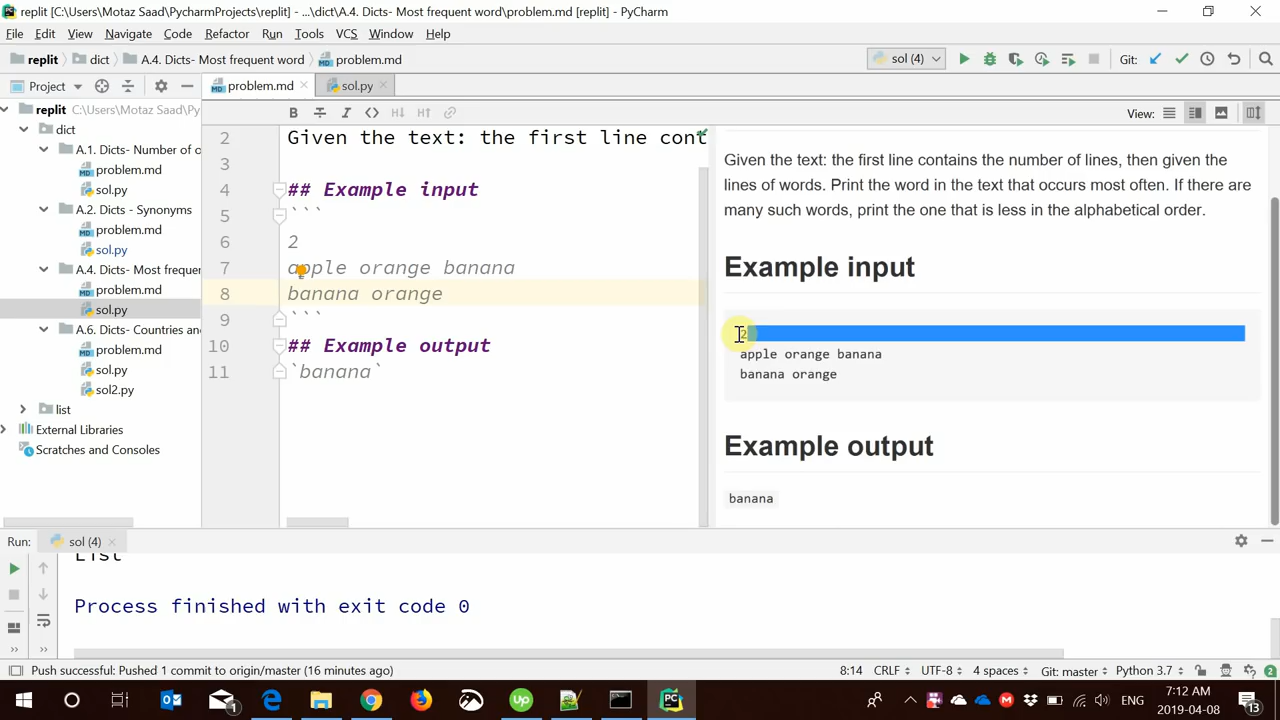 replit [C:\Users\Motaz Saad\PycharmProjects\replit] - ...\dict\A.4. Dicts- Most frequent word\problem.md [replit] - PyCharm
File Edit View Navigate Code Refactor Run Tools VCS Window Help
replit dict A.4. Dicts- Most frequent word problem.md sol (4) Git:
Project problem.md sol.py
replit C:\Users\Motaz Saad\Py
View:
dict
A.1. Dicts- Number of o
problem.md
sol.py
A.2. Dicts - Synonyms
problem.md
sol.py
A.4. Dicts- Most frequer
problem.md
sol.py
A.6. Dicts- Countries an
problem.md
sol.py
sol2.py
list
External Libraries
Scratches and Consoles
2 Given the text: the first line cont
3
4 ## Example input
5 ```
6 2
7 apple orange banana
8 banana orange
9 ```
10 ## Example output
11 `banana`
Given the text: the first line contains the number of lines, then given the
lines of words. Print the word in the text that occurs most often. If there are
many such words, print the one that is less in the alphabetical order.
Example input
2
apple orange banana
banana orange
Example output
banana
Run: sol (4)
List
Process finished with exit code 0
Push successful: Pushed 1 commit to origin/master (16 minutes ago) 8:14 CRLF UTF-8 4 spaces Git: master Python 3.7 2
ENG 7:12 AM
2019-04-08 13